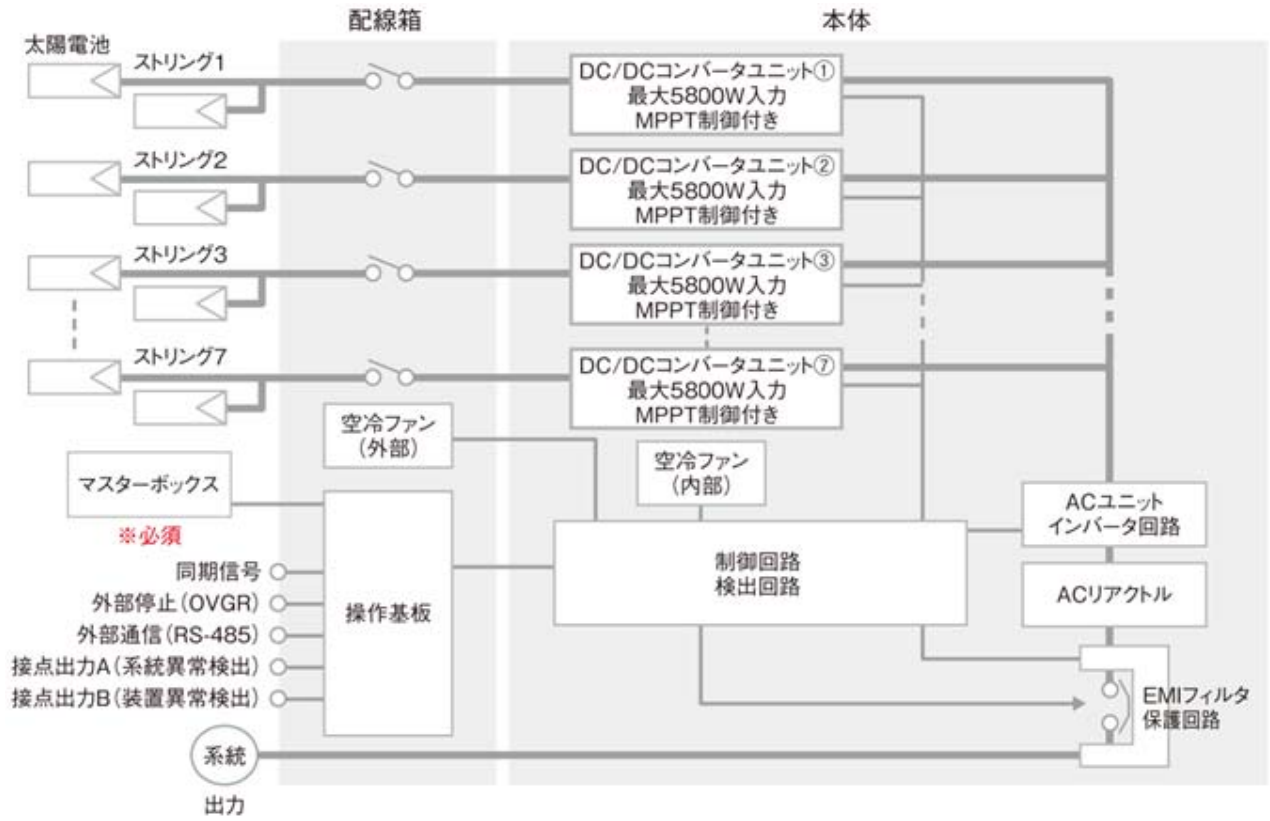 配線箱
本体
太陽電池
ストリング1
DC/DCコンバータユニット①
最大5800W入力
MPPT制御付き
ストリング2
DC/DCコンバータユニット②
最大5800W入力
MPPT制御付き
ストリング3
DC/DCコンバータユニット③
最大5800W入力
MPPT制御付き
ストリング7
DC/DCコンバータユニット⑦
最大5800W入力
MPPT制御付き
空冷ファン
(外部)
空冷ファン
(内部)
マスターボックス
※必須
ACユニット
インバータ回路
制御回路
検出回路
ACリアクトル
同期信号
外部停止(OVGR)
外部通信(RS-485)
接点出力A(系統異常検出)
接点出力B(装置異常検出)
操作基板
EMIフィルタ
保護回路
系統
出力